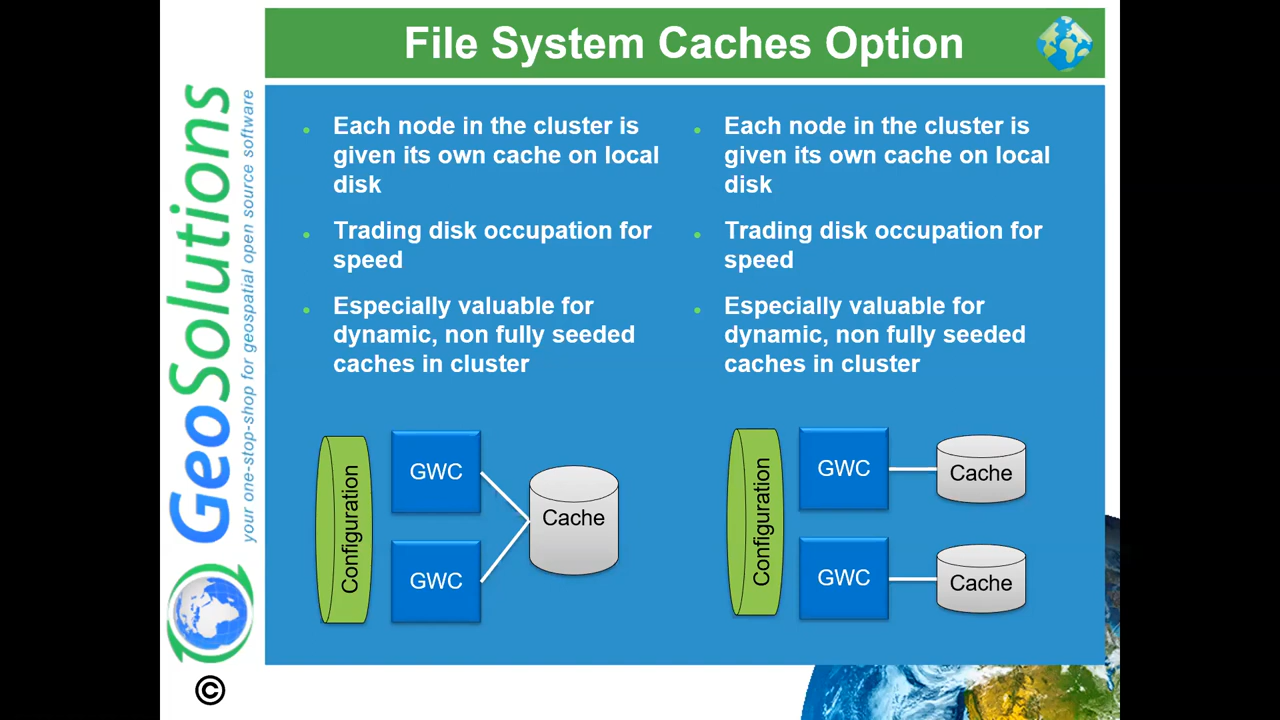 File System Caches Option
Each node in the cluster is
given its own cache on local
disk
Trading disk occupation for
speed
Especially valuable for
dynamic, non fully seeded
caches in cluster
Each node in the cluster is
given its own cache on local
disk
Trading disk occupation for
speed
Especially valuable for
dynamic, non fully seeded
caches in cluster
Configuration
GWC
GWC
Cache
Configuration
GWC
Cache
GWC
Cache
GeoSolutions
your one-stop-shop for geospatial open source software
©